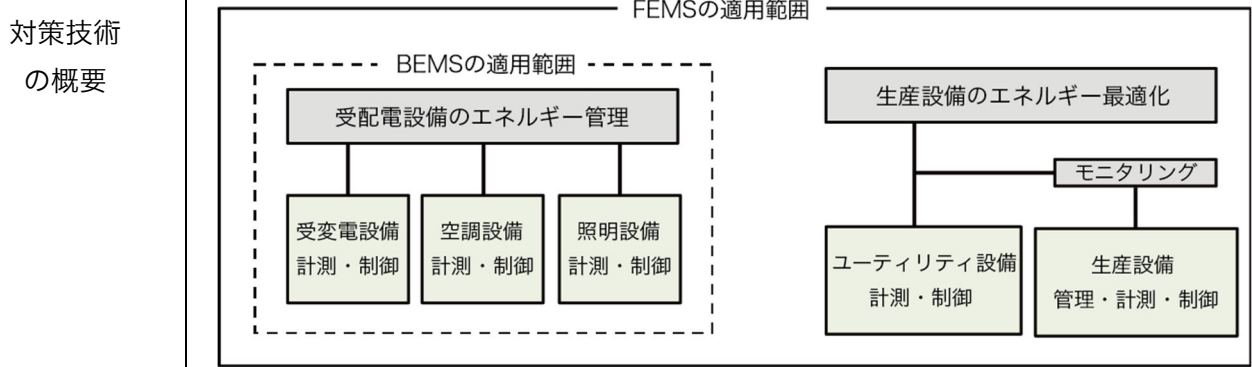 対策技術
の概要
FEMSの適用範囲
BEMSの適用範囲
受配電設備のエネルギー管理
受変電設備
計測・制御
空調設備
計測・制御
照明設備
計測・制御
生産設備のエネルギー最適化
モニタリング
ユーティリティ設備
計測・制御
生産設備
管理・計測・制御